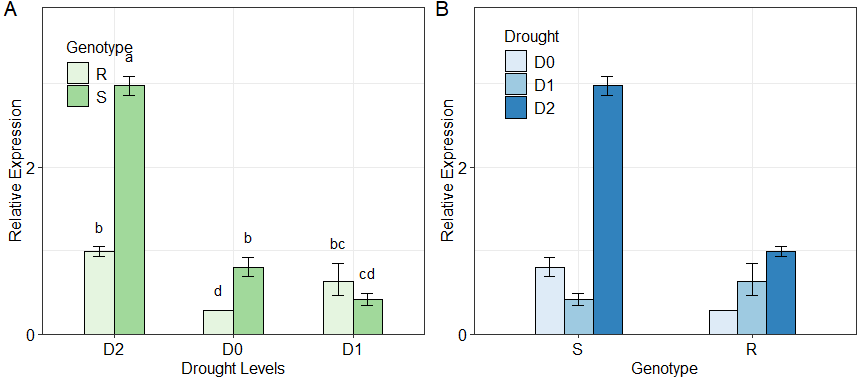 A
Genotype
R
S
a
b
d
b
bc
cd
Relative Expression
2
0
D2 D0 D1
Drought Levels
B
Drought
D0
D1
D2
Relative Expression
2
0
S R
Genotype